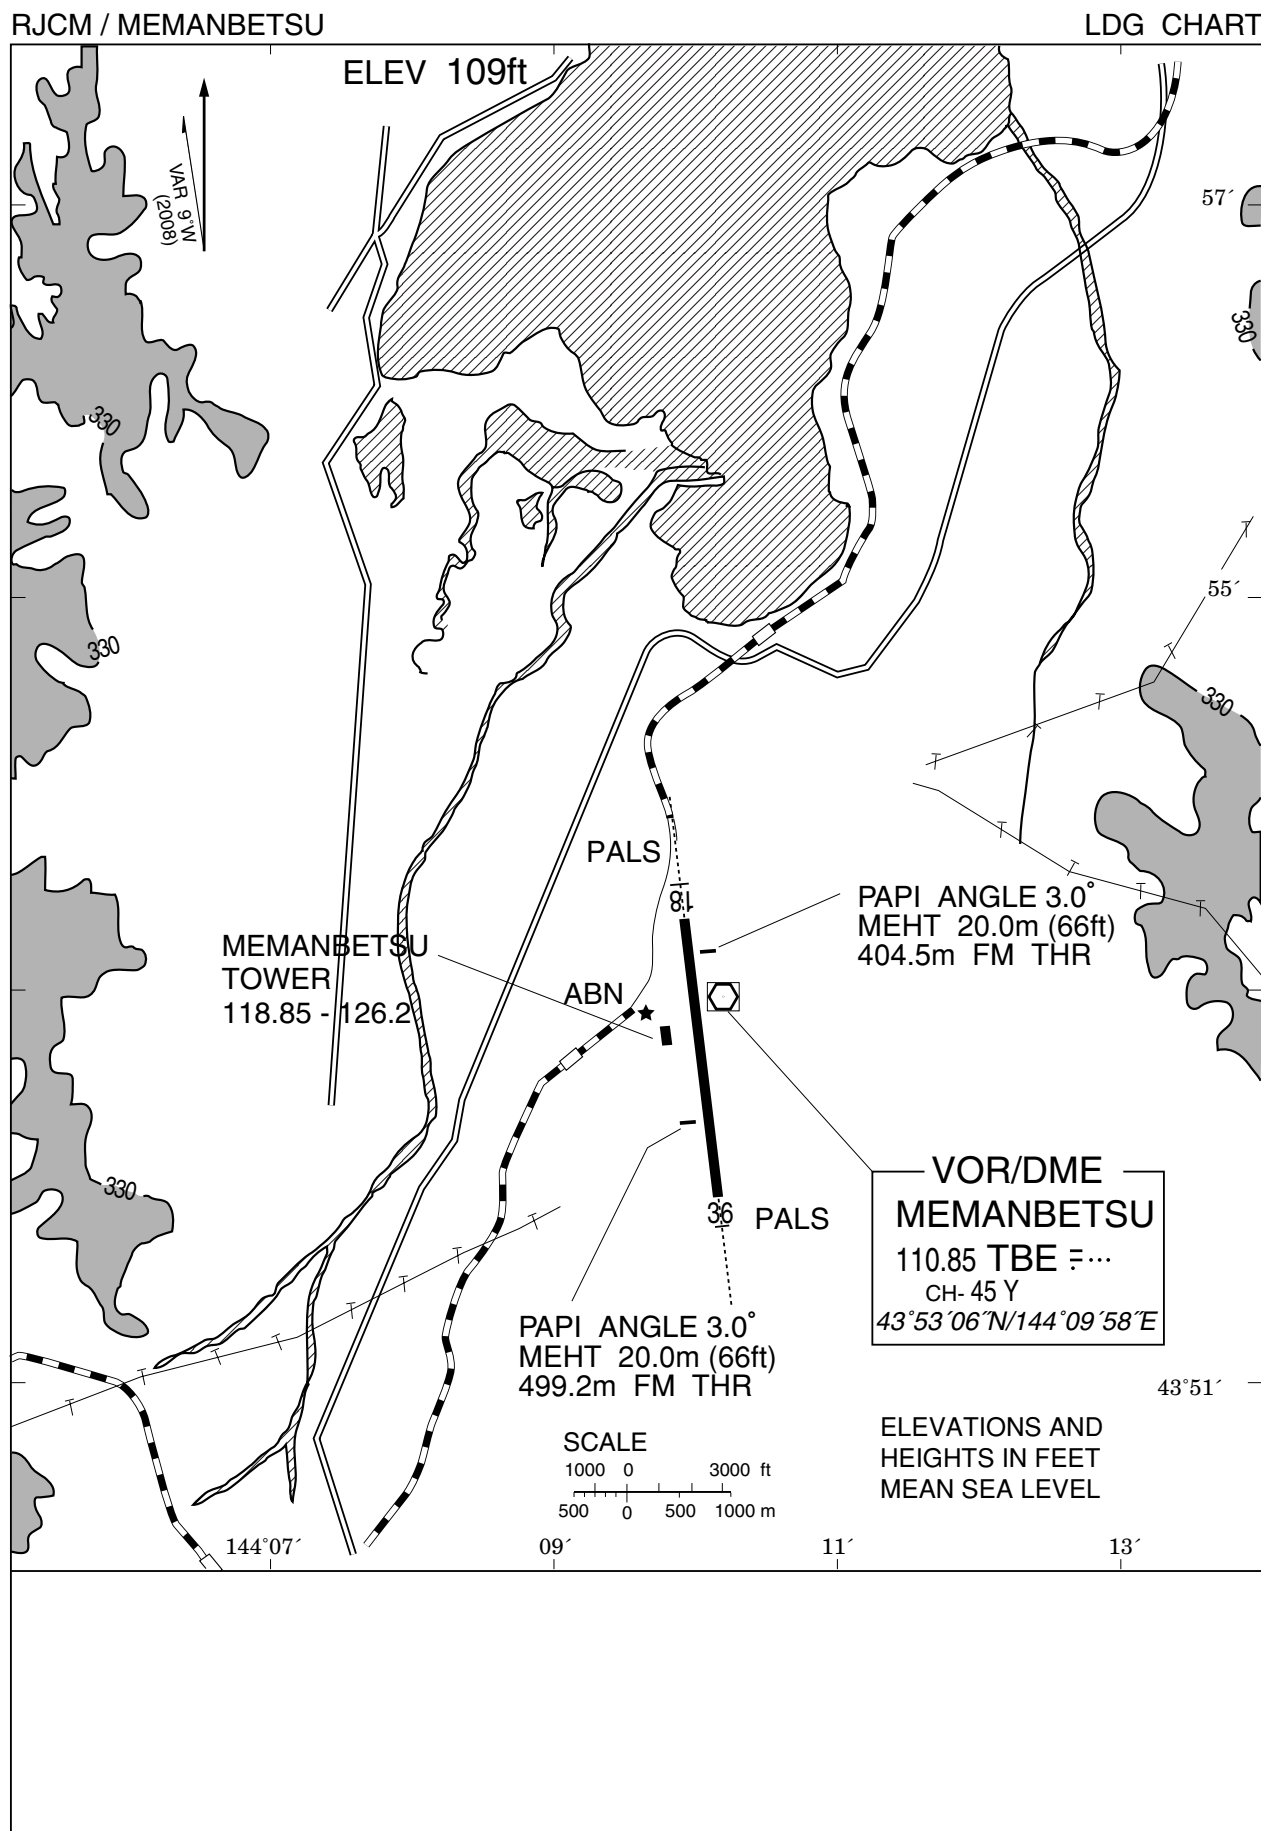 RJCM / MEMANBETSU
LDG CHART
ELEV 109ft
VAR 9°W
(2008)
57´
330
330
55´
330
330
PALS
18
PAPI ANGLE 3.0°
MEHT 20.0m (66ft)
404.5m FM THR
MEMANBETSU
TOWER
118.85 - 126.2
ABN
330
36
PALS
VOR/DME
MEMANBETSU
110.85 TBE
CH- 45 Y
43°53´06˝N/144°09´58˝E
PAPI ANGLE 3.0°
MEHT 20.0m (66ft)
499.2m FM THR
43°51´
SCALE
1000 0 3000 ft
500 0 500 1000 m
ELEVATIONS AND
HEIGHTS IN FEET
MEAN SEA LEVEL
144°07´
09´
11´
13´